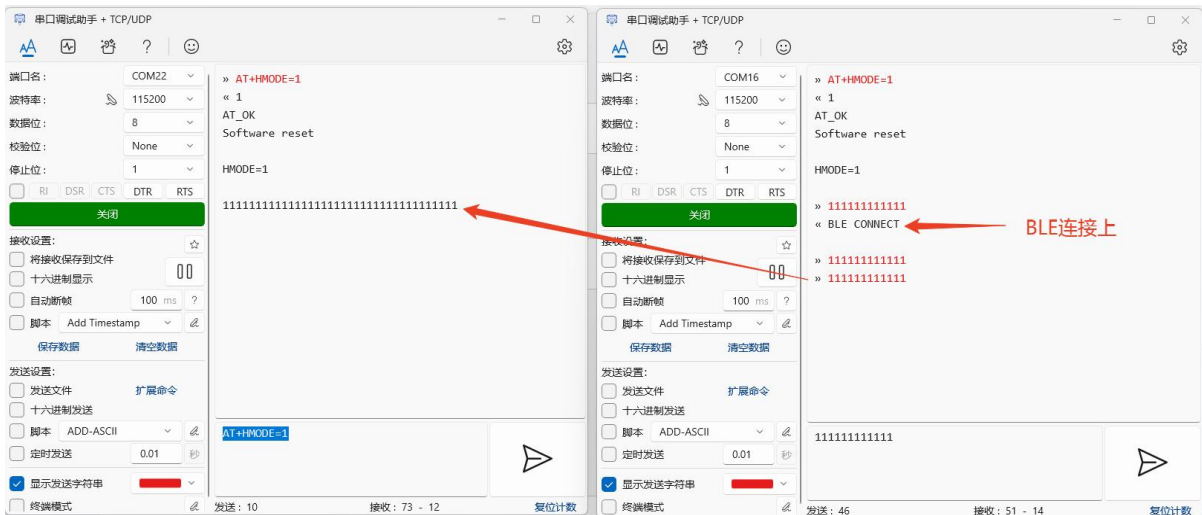 串口调试助手 + TCP/UDP
端口名: COM22
波特率: 115200
数据位: 8
校验位: None
停止位: 1
RI DSR CTS DTR RTS
关闭
接收设置:
将接收保存到文件
十六进制显示
自动断帧 100 ms ?
脚本 Add Timestamp
保存数据 清空数据
发送设置:
发送文件 扩展命令
十六进制发送
脚本 ADD-ASCII
定时发送 0.01 秒
显示发送字符串
终端模式
» AT+HMODE=1
« 1
AT_OK
Software reset
HMODE=1
111111111111111111111111111111111111
AT+HMODE=1
发送: 10 接收: 73 - 12 复位计数
串口调试助手 + TCP/UDP
端口名: COM16
波特率: 115200
数据位: 8
校验位: None
停止位: 1
RI DSR CTS DTR RTS
关闭
接收设置:
将接收保存到文件
十六进制显示
自动断帧 100 ms ?
脚本 Add Timestamp
保存数据 清空数据
发送设置:
发送文件 扩展命令
十六进制发送
脚本 ADD-ASCII
定时发送 0.01 秒
显示发送字符串
终端模式
» AT+HMODE=1
« 1
AT_OK
Software reset
HMODE=1
» 111111111111
« BLE CONNECT
BLE连接上
» 111111111111
» 111111111111
111111111111
发送: 46 接收: 51 - 14 复位计数